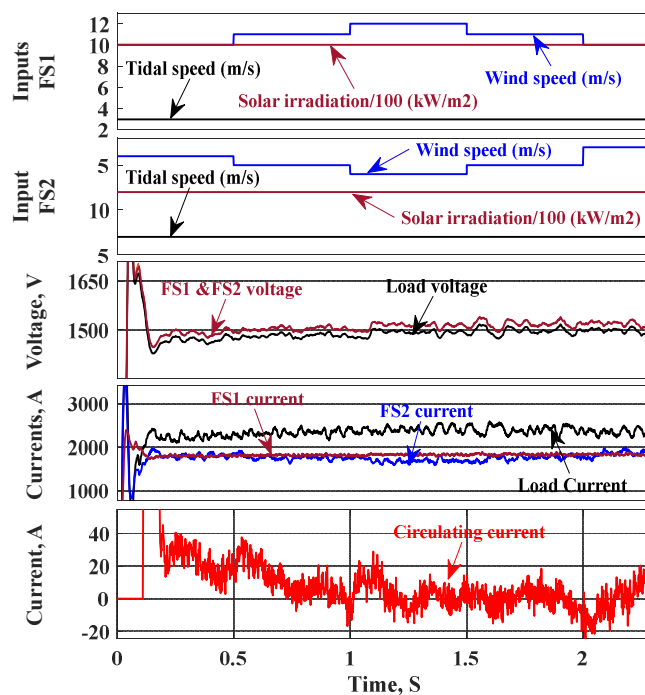 12
10
8
6
4
2
Inputs
FS1
Tidal speed (m/s)
Solar irradiation/100 (kW/m2)
Wind speed (m/s)
5
10
5
Input
FS2
Wind speed (m/s)
Tidal speed (m/s)
Solar irradiation/100 (kW/m2)
1650
1500
Voltage, V
FS1 &FS2 voltage
Load voltage
3000
2000
1000
Currents, A
FS1 current
FS2 current
Load Current
40
20
0
-20
Current, A
Circulating current
0 0.5 1 1.5 2
Time, S